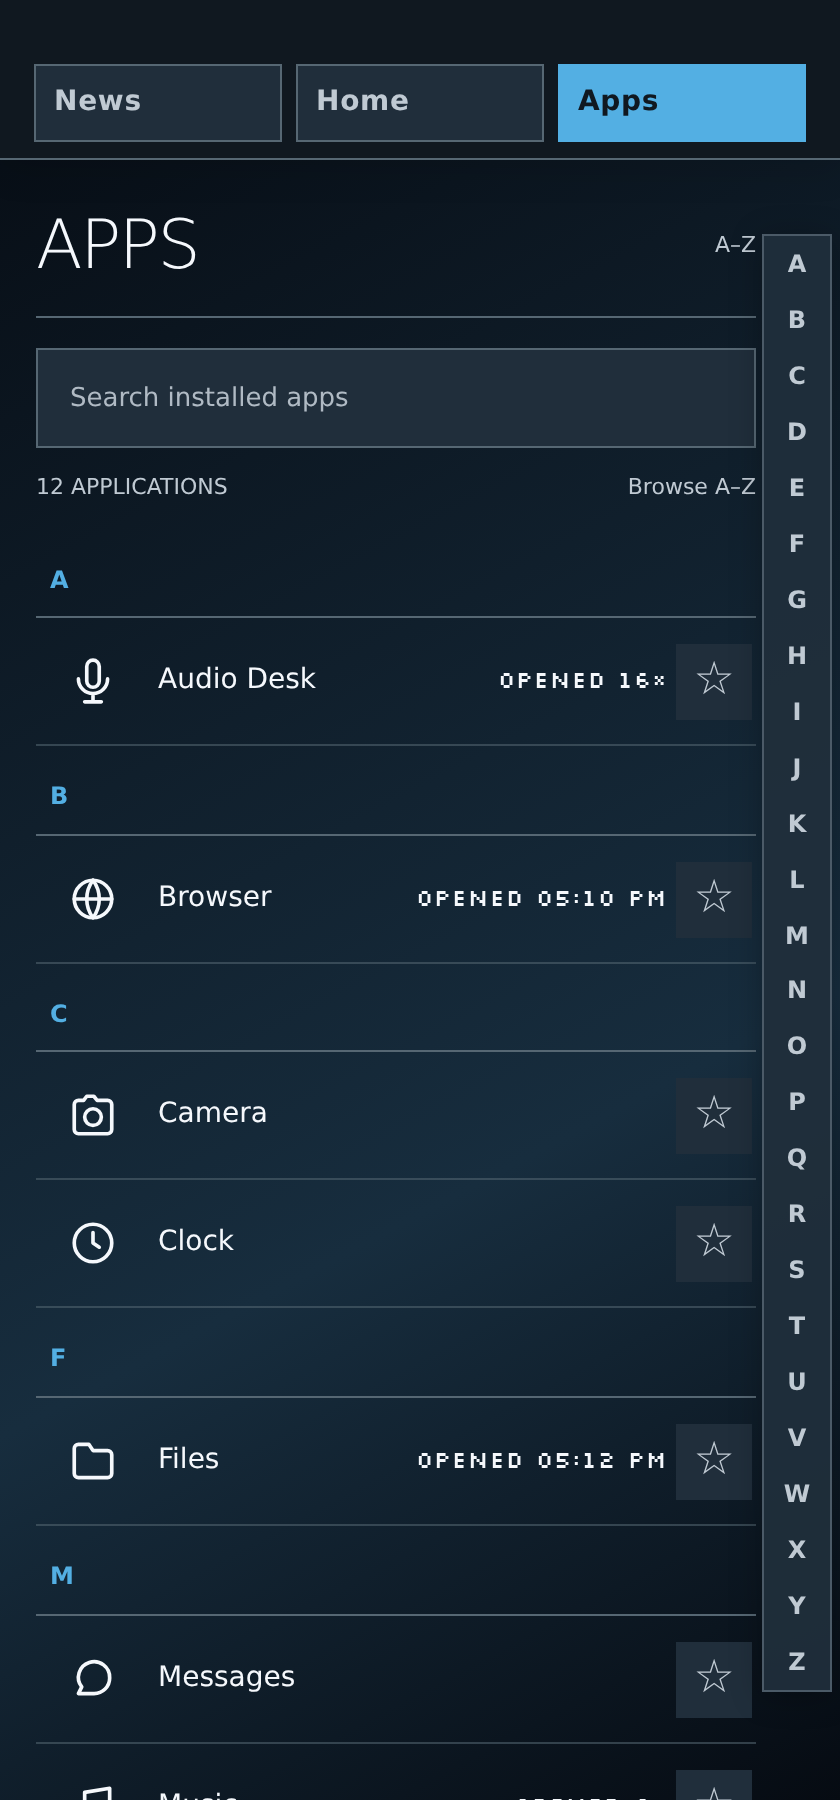 News Home Apps
APPS A–Z
Search installed apps
12 APPLICATIONS Browse A–Z
A
Audio Desk OPENED 16×
B
Browser OPENED 05:10 PM
C
Camera
Clock
F
Files OPENED 05:12 PM
M
Messages
Music
A
B
C
D
E
F
G
H
I
J
K
L
M
N
O
P
Q
R
S
T
U
V
W
X
Y
Z